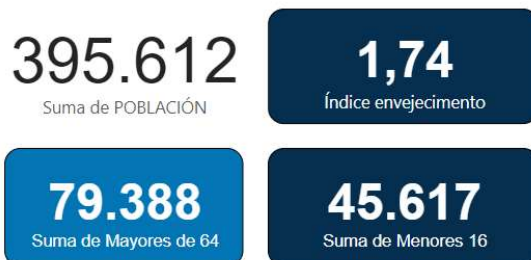 395.612
Suma de POBLACIÓN
1,74
Índice envejecimento
79.388
Suma de Mayores de 64
45.617
Suma de Menores 16